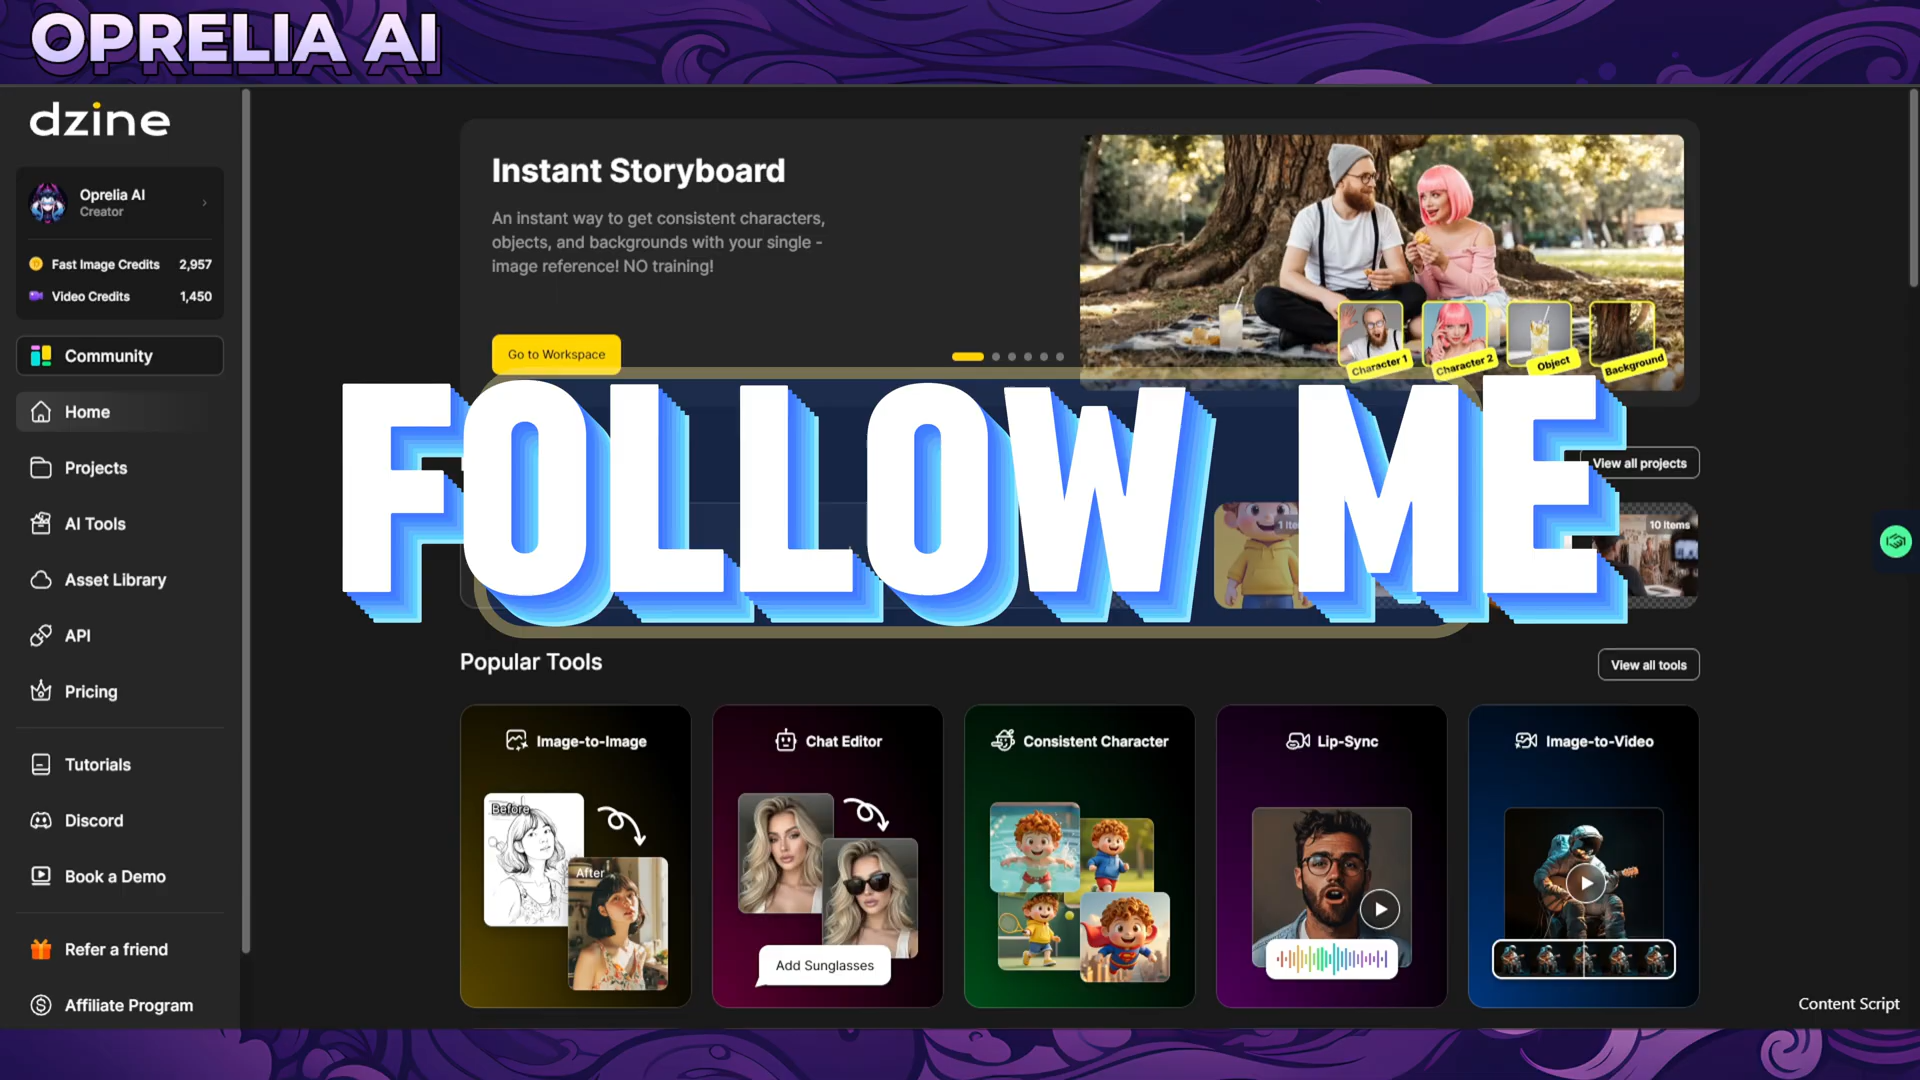 OPRELIA AI
dzine
Oprelia AI
Creator
Fast Image Credits 2,957
Video Credits 1,450
Community
Home
Projects
AI Tools
Asset Library
API
Pricing
Tutorials
Discord
Book a Demo
Refer a friend
Affiliate Program
Instant Storyboard
An instant way to get consistent characters,
objects, and backgrounds with your single -
image reference! NO training!
Go to Workspace
Character 1
Character 2
Object
Background
FOLLOW ME
View all projects
10 Items
Popular Tools
View all tools
Image-to-Image
Before
After
Chat Editor
Add Sunglasses
Consistent Character
Lip-Sync
Image-to-Video
Content Script